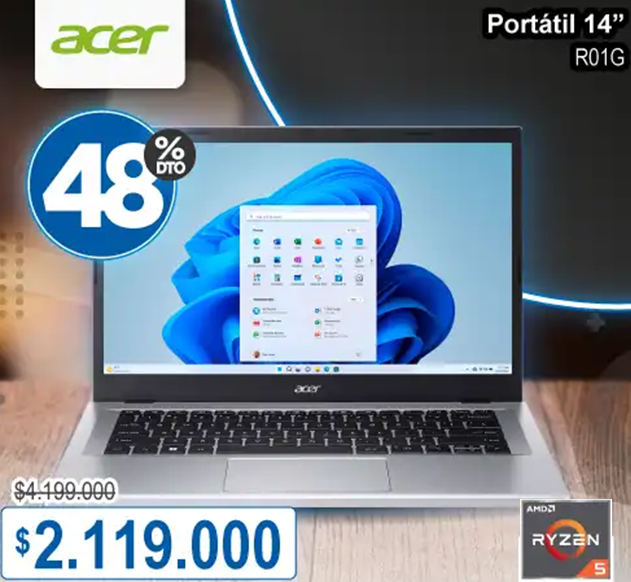 acer
Portátil 14”
R01G
48
%
DTO
acer
$4.199.000
$2.119.000
AMD
RYZEN
5